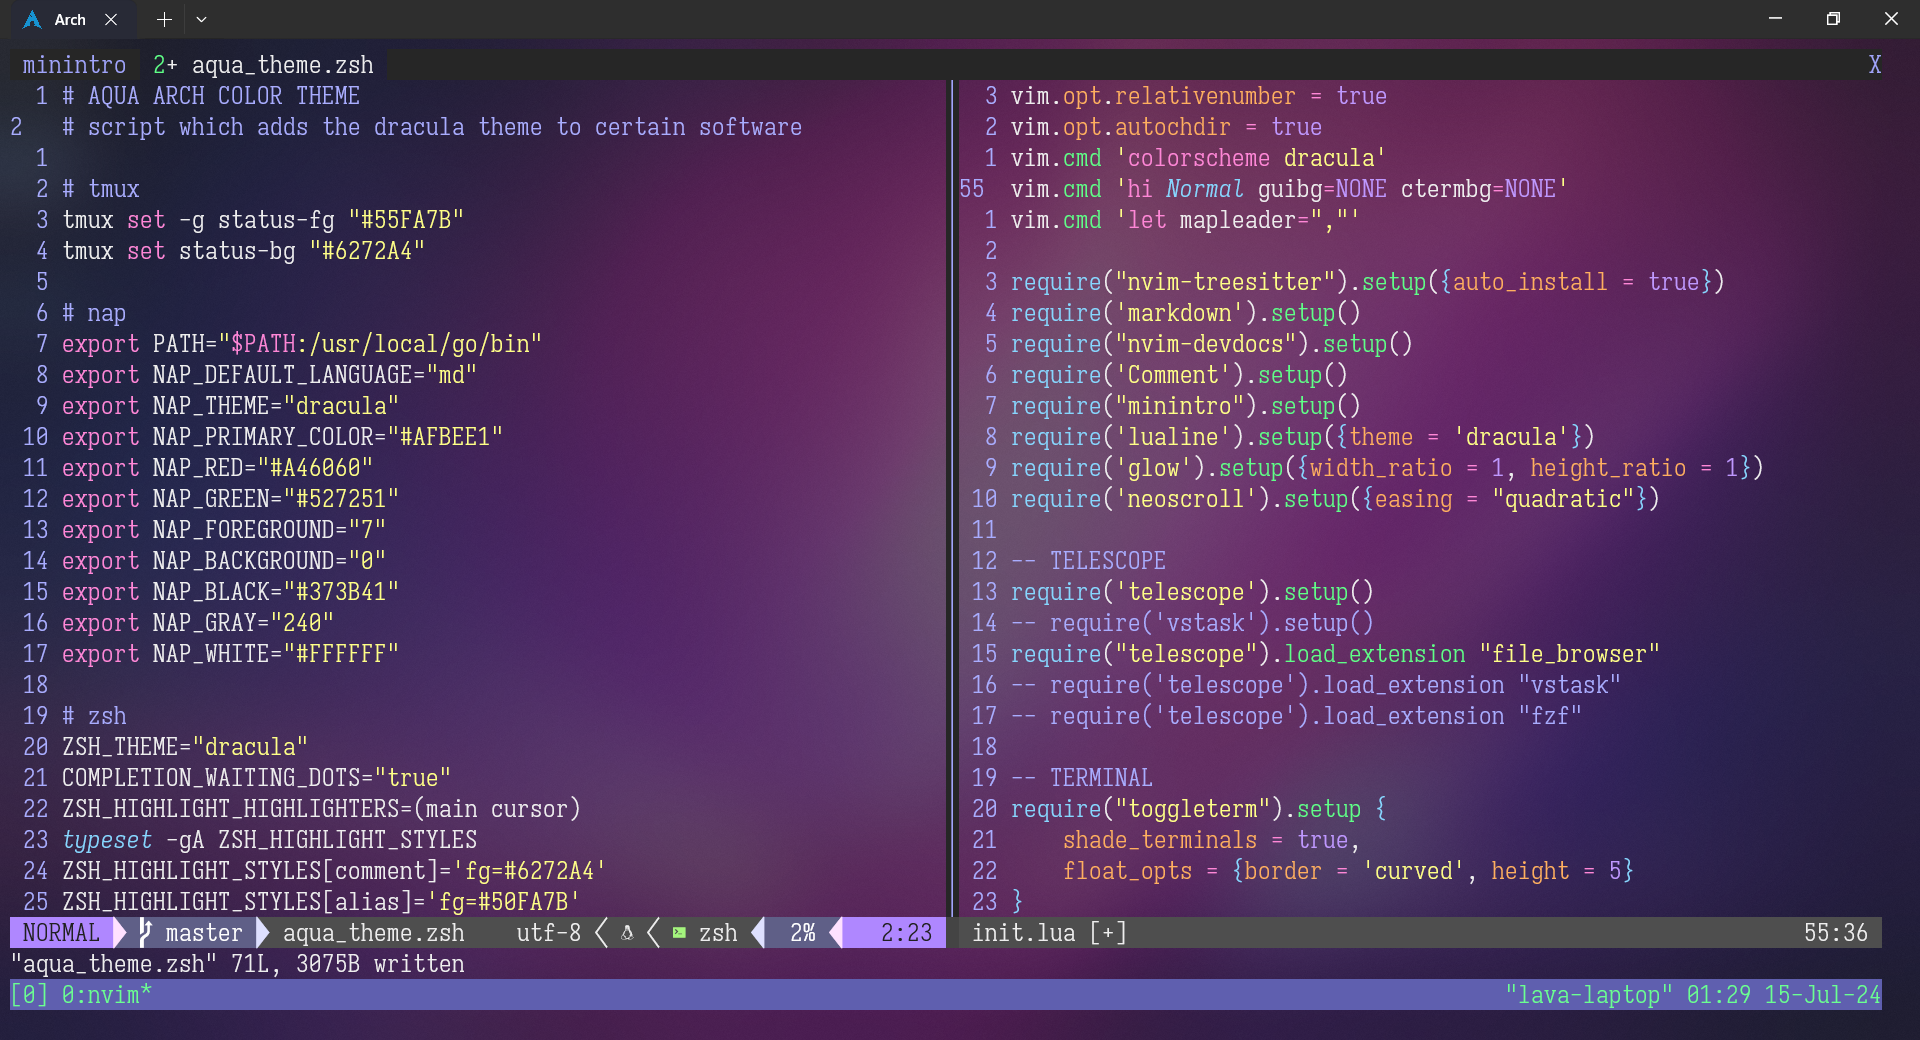 Arch
minintro 2+ aqua_theme.zsh X
1 # AQUA ARCH COLOR THEME
2 # script which adds the dracula theme to certain software
1
2 # tmux
3 tmux set -g status-fg "#55FA7B"
4 tmux set status-bg "#6272A4"
5
6 # nap
7 export PATH="$PATH:/usr/local/go/bin"
8 export NAP_DEFAULT_LANGUAGE="md"
9 export NAP_THEME="dracula"
10 export NAP_PRIMARY_COLOR="#AFBEE1"
11 export NAP_RED="#A46060"
12 export NAP_GREEN="#527251"
13 export NAP_FOREGROUND="7"
14 export NAP_BACKGROUND="0"
15 export NAP_BLACK="#373B41"
16 export NAP_GRAY="240"
17 export NAP_WHITE="#FFFFFF"
18
19 # zsh
20 ZSH_THEME="dracula"
21 COMPLETION_WAITING_DOTS="true"
22 ZSH_HIGHLIGHT_HIGHLIGHTERS=(main cursor)
23 typeset -gA ZSH_HIGHLIGHT_STYLES
24 ZSH_HIGHLIGHT_STYLES[comment]='fg=#6272A4'
25 ZSH_HIGHLIGHT_STYLES[alias]='fg=#50FA7B'
NORMAL master aqua_theme.zsh utf-8 zsh 2% 2:23
3 vim.opt.relativenumber = true
2 vim.opt.autochdir = true
1 vim.cmd 'colorscheme dracula'
55 vim.cmd 'hi Normal guibg=NONE ctermbg=NONE'
1 vim.cmd 'let mapleader=","'
2
3 require("nvim-treesitter").setup({auto_install = true})
4 require('markdown').setup()
5 require("nvim-devdocs").setup()
6 require('Comment').setup()
7 require("minintro").setup()
8 require('lualine').setup({theme = 'dracula'})
9 require('glow').setup({width_ratio = 1, height_ratio = 1})
10 require('neoscroll').setup({easing = "quadratic"})
11
12 -- TELESCOPE
13 require('telescope').setup()
14 -- require('vstask').setup()
15 require("telescope").load_extension "file_browser"
16 -- require('telescope').load_extension "vstask"
17 -- require('telescope').load_extension "fzf"
18
19 -- TERMINAL
20 require("toggleterm").setup {
21 shade_terminals = true,
22 float_opts = {border = 'curved', height = 5}
23 }
init.lua [+] 55:36
"aqua_theme.zsh" 71L, 3075B written
[0] 0:nvim* "lava-laptop" 01:29 15-Jul-24